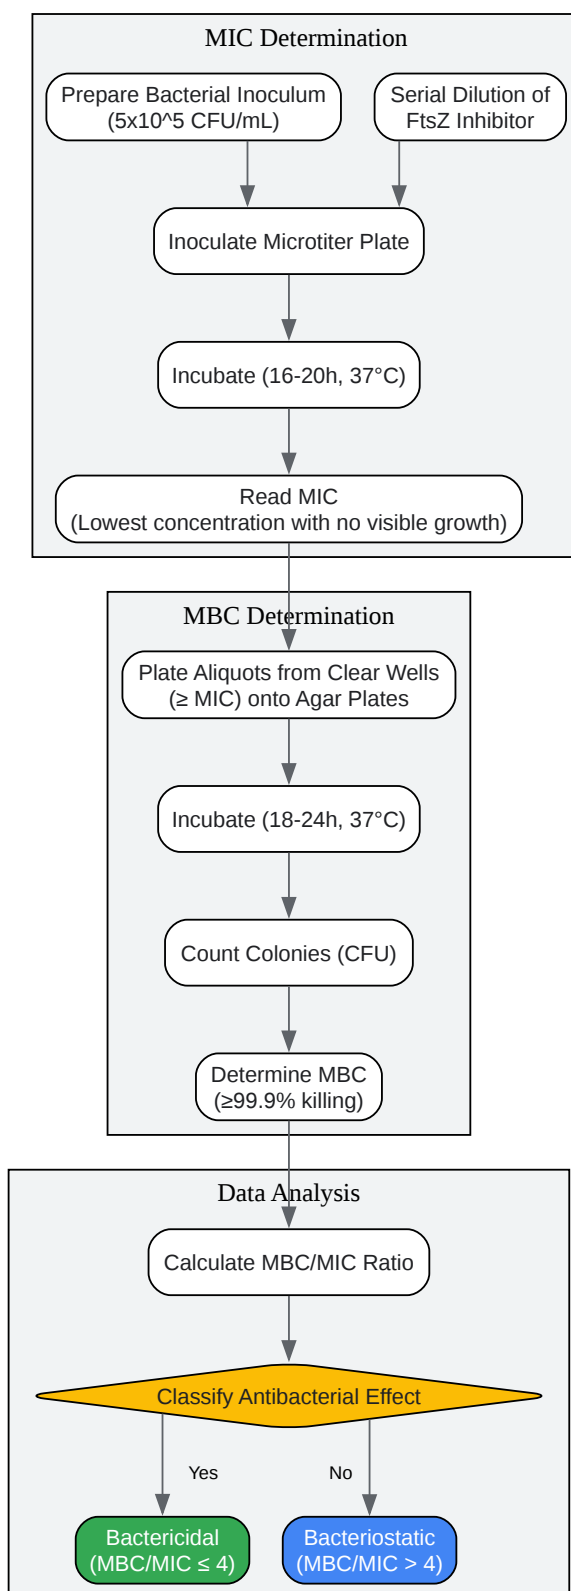 MIC Determination
Prepare Bacterial Inoculum
(5x10^5 CFU/mL)
Serial Dilution of
FtsZ Inhibitor
Inoculate Microtiter Plate
Incubate (16-20h, 37°C)
Read MIC
(Lowest concentration with no visible growth)
MBC Determination
Plate Aliquots from Clear Wells
(≥ MIC) onto Agar Plates
Incubate (18-24h, 37°C)
Count Colonies (CFU)
Determine MBC
(≥99.9% killing)
Data Analysis
Calculate MBC/MIC Ratio
Classify Antibacterial Effect
Yes
No
Bactericidal
(MBC/MIC ≤ 4)
Bacteriostatic
(MBC/MIC > 4)